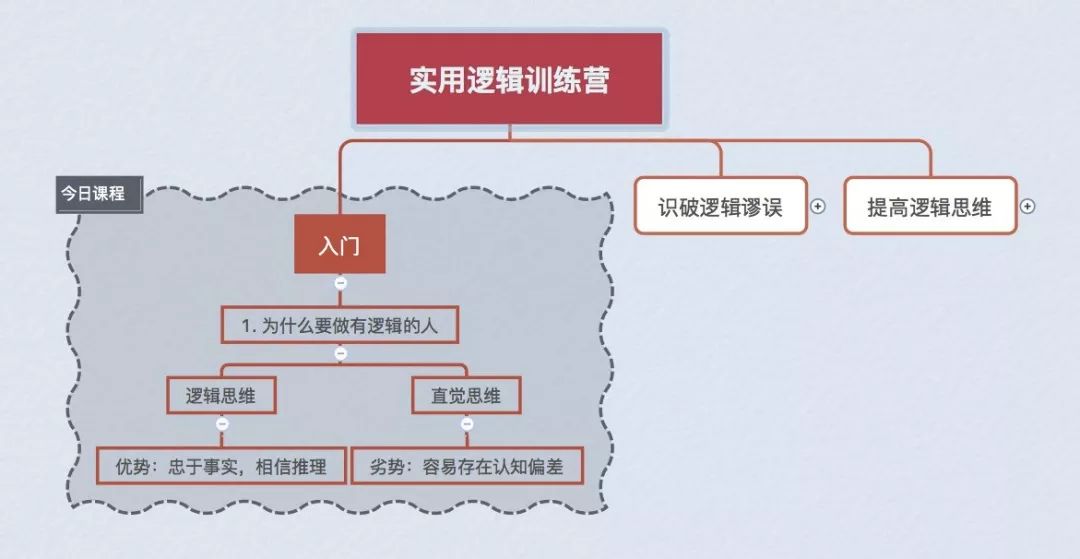 实用逻辑训练营
今日课程
识破逻辑谬误
提高逻辑思维
入门
1. 为什么要做有逻辑的人
逻辑思维
直觉思维
优势：忠于事实，相信推理
劣势：容易存在认知偏差